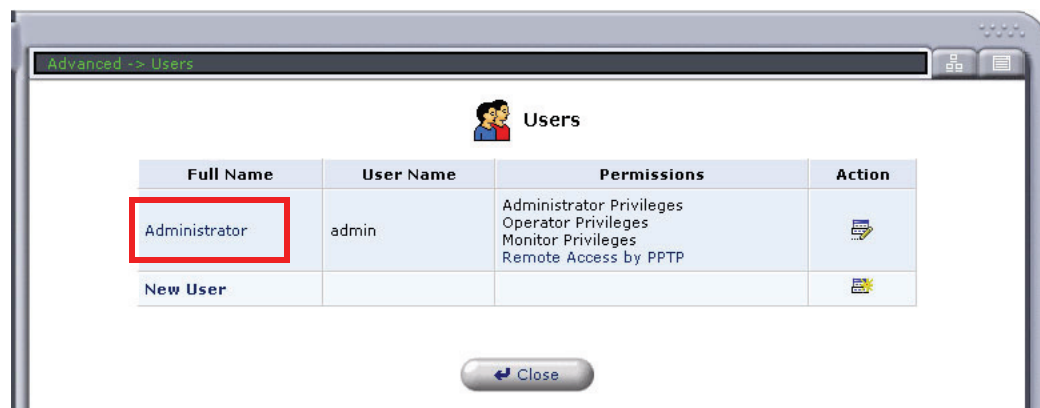 Advanced -> Users
Users
Full Name User Name Permissions Action
Administrator admin Administrator Privileges
Operator Privileges
Monitor Privileges
Remote Access by PPTP
New User
Close